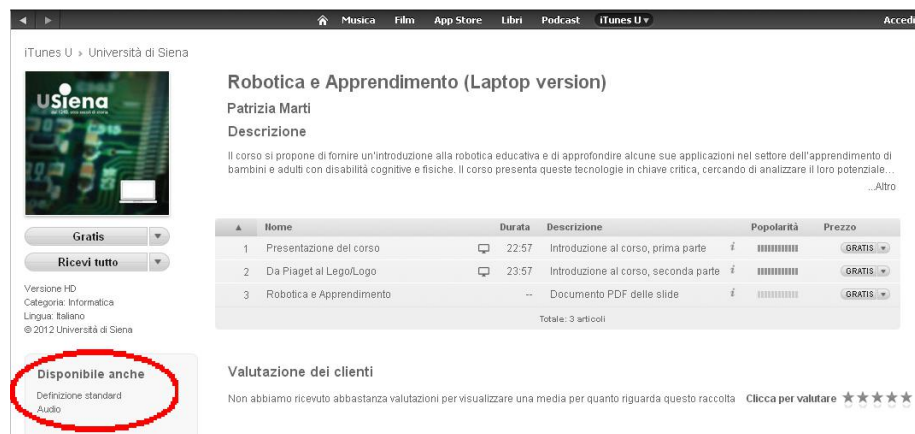 Musica Film App Store Libri Podcast iTunes U Accedi
iTunes U › Università di Siena
USiena
Robotica e Apprendimento (Laptop version)
Patrizia Marti
Descrizione
Il corso si propone di fornire un'introduzione alla robotica educativa e di approfondire alcune sue applicazioni nel settore dell'apprendimento di
bambini e adulti con disabilità cognitive e fisiche. Il corso presenta queste tecnologie in chiave critica, cercando di analizzare il loro potenziale...
...Altro
Gratis
Ricevi tutto
Versione HD
Categoria: Informatica
Lingua: Italiano
© 2012 Università di Siena
Nome Durata Descrizione Popolarità Prezzo
1 Presentazione del corso 22:57 Introduzione al corso, prima parte i GRATIS
2 Da Piaget al Lego/Logo 23:57 Introduzione al corso, seconda parte i GRATIS
3 Robotica e Apprendimento -- Documento PDF delle slide i GRATIS
Totale: 3 articoli
Disponibile anche
Definizione standard
Audio
Valutazione dei clienti
Non abbiamo ricevuto abbastanza valutazioni per visualizzare una media per quanto riguarda questo raccolta Clicca per valutare